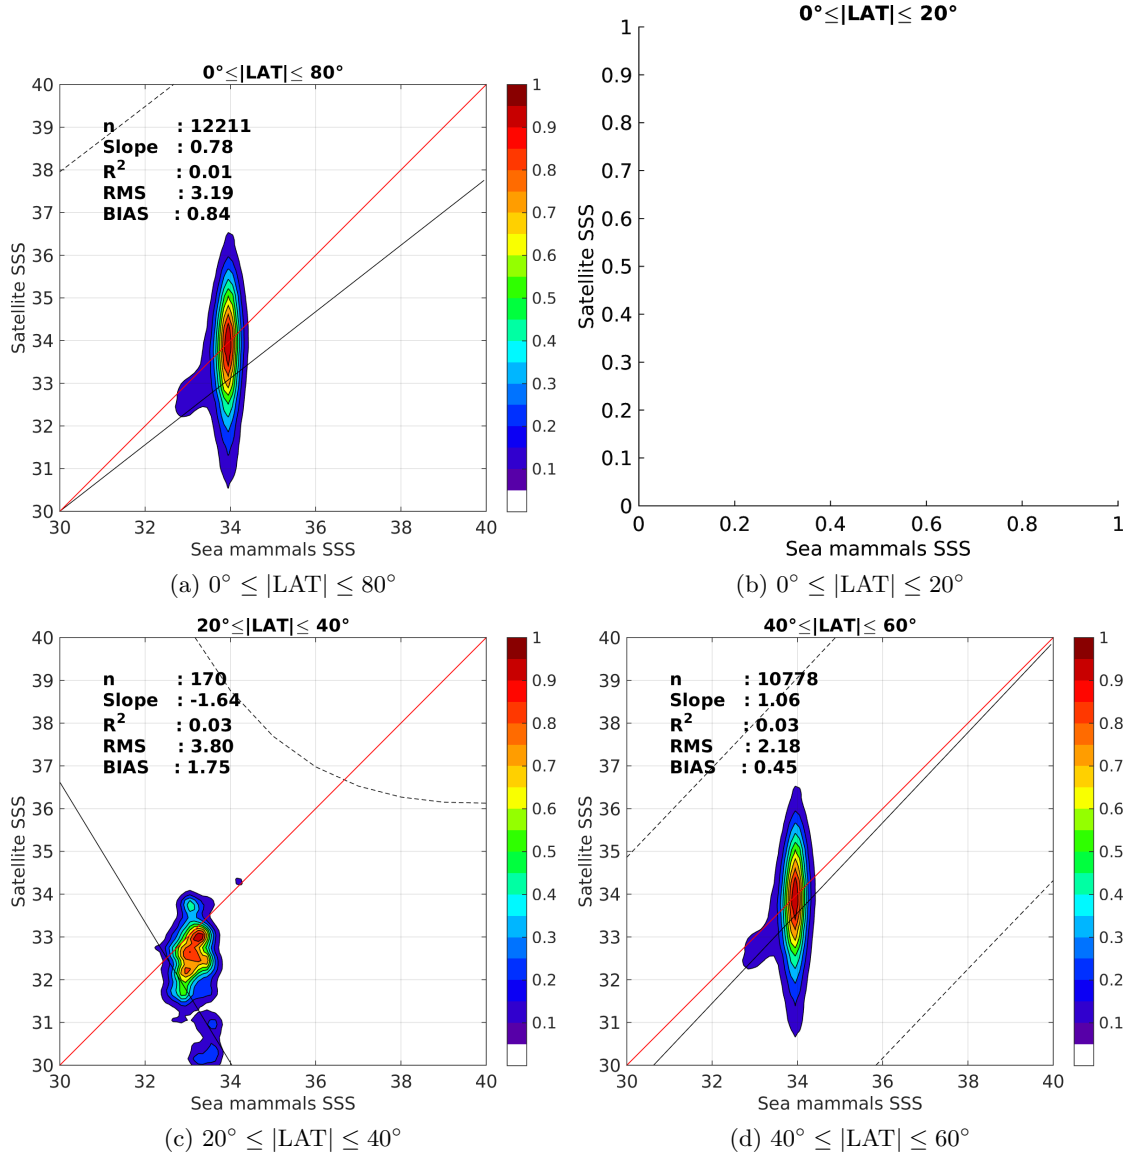 0°≤|LAT|≤ 80°
40
39
38
37
36
35
34
33
32
31
30
n : 12211
Slope : 0.78
R² : 0.01
RMS : 3.19
BIAS : 0.84
Satellite SSS
30 32 34 36 38 40
Sea mammals SSS
1
0.9
0.8
0.7
0.6
0.5
0.4
0.3
0.2
0.1
(a) 0° ≤ |LAT| ≤ 80°
0°≤|LAT|≤ 20°
1
0.9
0.8
0.7
0.6
0.5
0.4
0.3
0.2
0.1
0
Satellite SSS
0 0.2 0.4 0.6 0.8 1
Sea mammals SSS
(b) 0° ≤ |LAT| ≤ 20°
20°≤|LAT|≤ 40°
40
39
38
37
36
35
34
33
32
31
30
n : 170
Slope : -1.64
R² : 0.03
RMS : 3.80
BIAS : 1.75
Satellite SSS
30 32 34 36 38 40
Sea mammals SSS
1
0.9
0.8
0.7
0.6
0.5
0.4
0.3
0.2
0.1
(c) 20° ≤ |LAT| ≤ 40°
40°≤|LAT|≤ 60°
40
39
38
37
36
35
34
33
32
31
30
n : 10778
Slope : 1.06
R² : 0.03
RMS : 2.18
BIAS : 0.45
Satellite SSS
30 32 34 36 38 40
Sea mammals SSS
1
0.9
0.8
0.7
0.6
0.5
0.4
0.3
0.2
0.1
(d) 40° ≤ |LAT| ≤ 60°